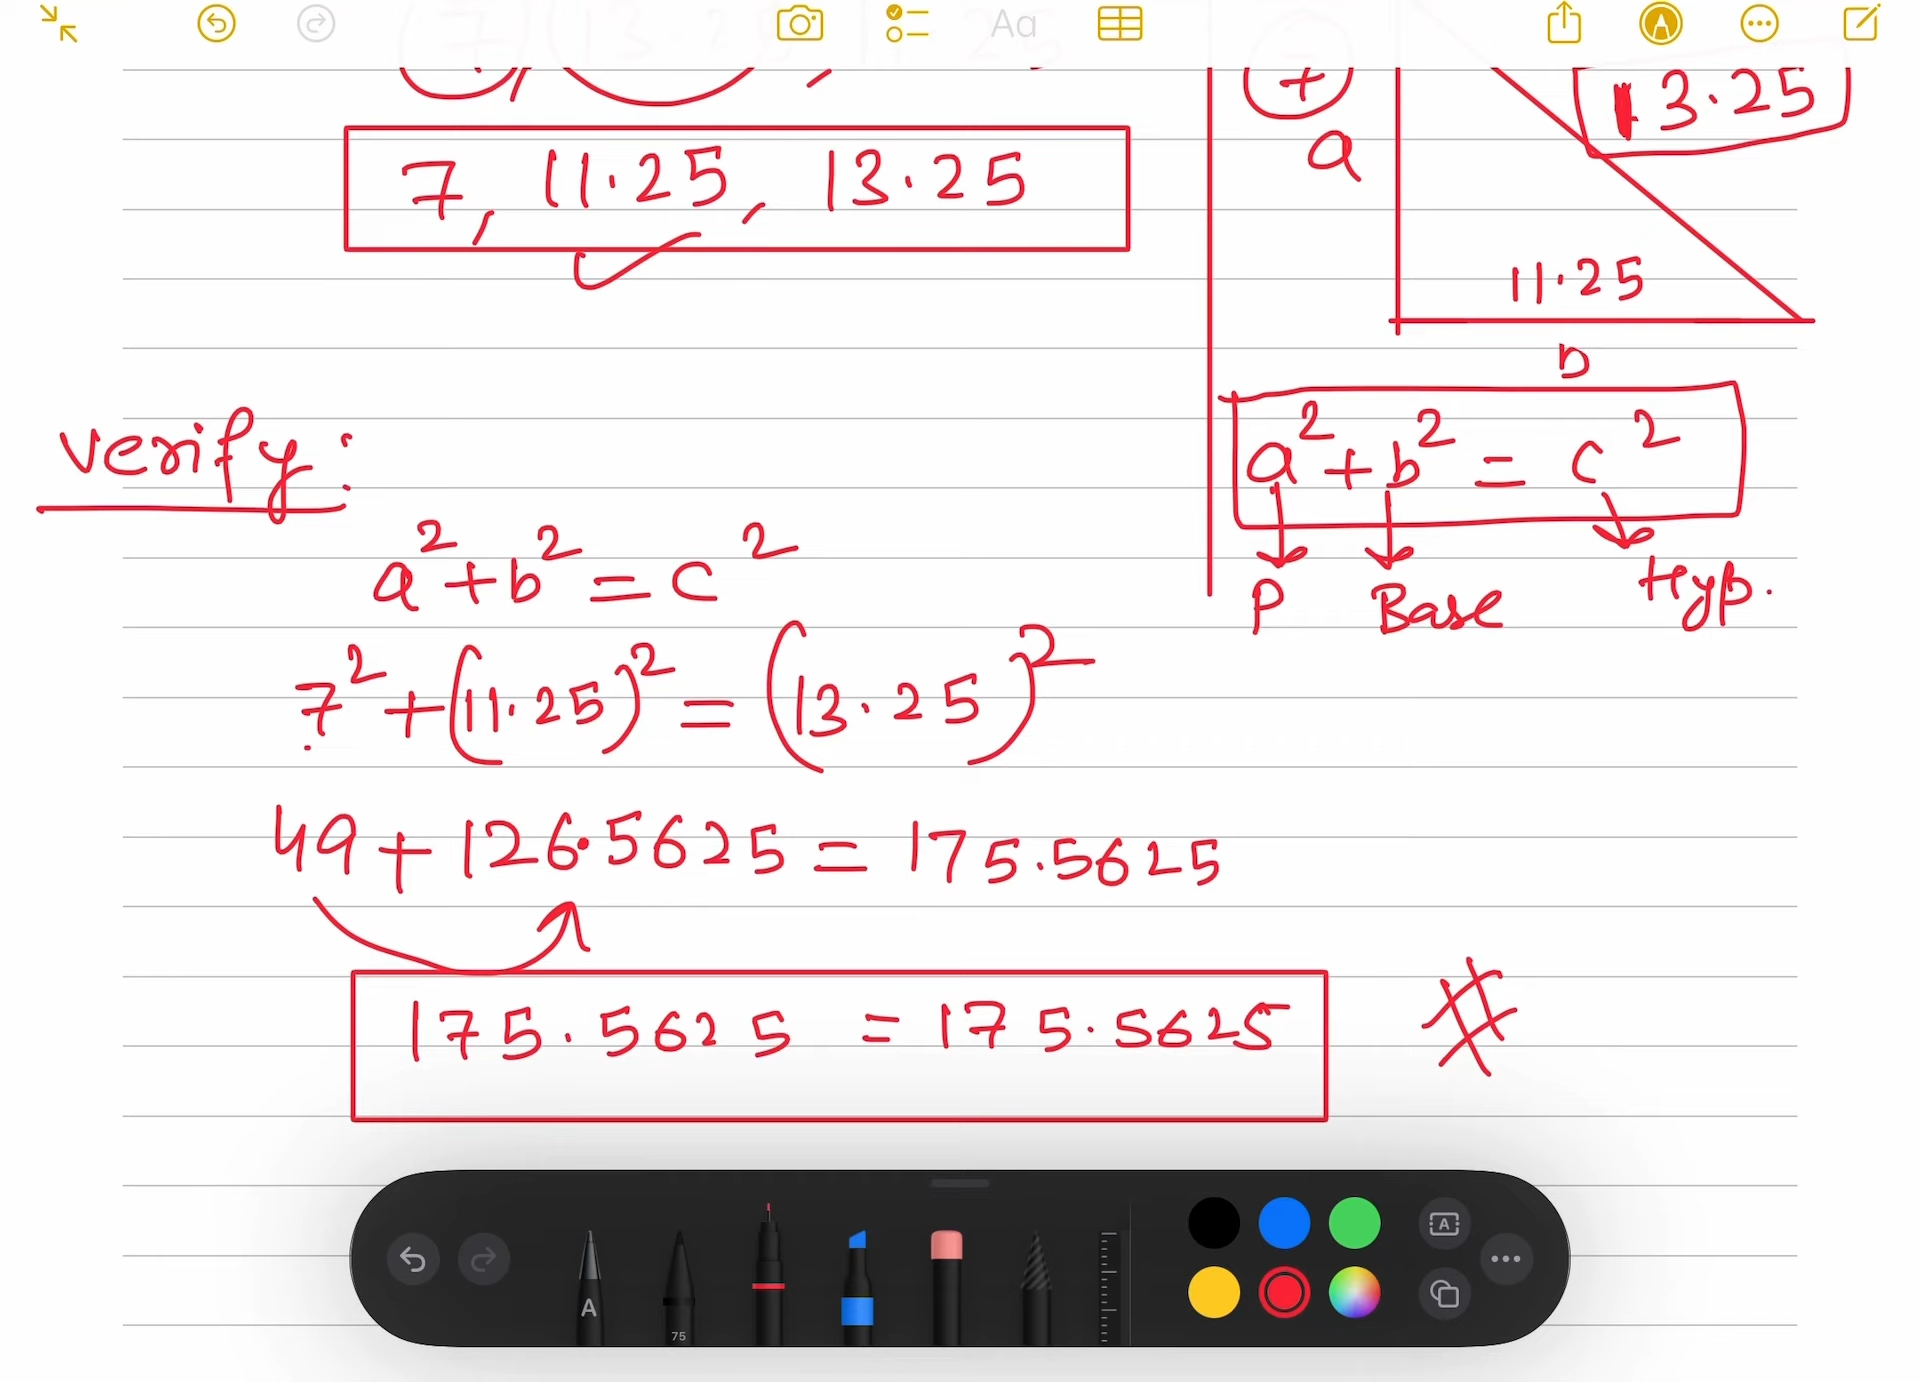 Aa
7, 11.25, 13.25
a
13.25
11.25
b
a² + b² = c²
P Base Hyp.
verify:
a² + b² = c²
7² + (11.25)² = (13.25)²
49 + 126.5625 = 175.5625
175.5625 = 175.5625
#
A
75
A